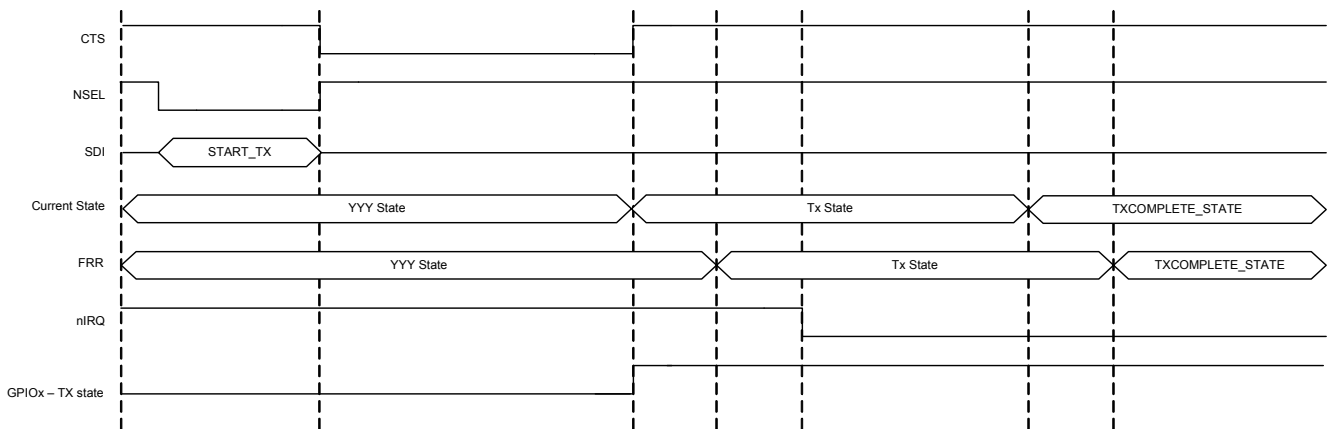 CTS
NSEL
SDI START_TX
Current State YYY State Tx State TXCOMPLETE_STATE
FRR YYY State Tx State TXCOMPLETE_STATE
nIRQ
GPIOx – TX state